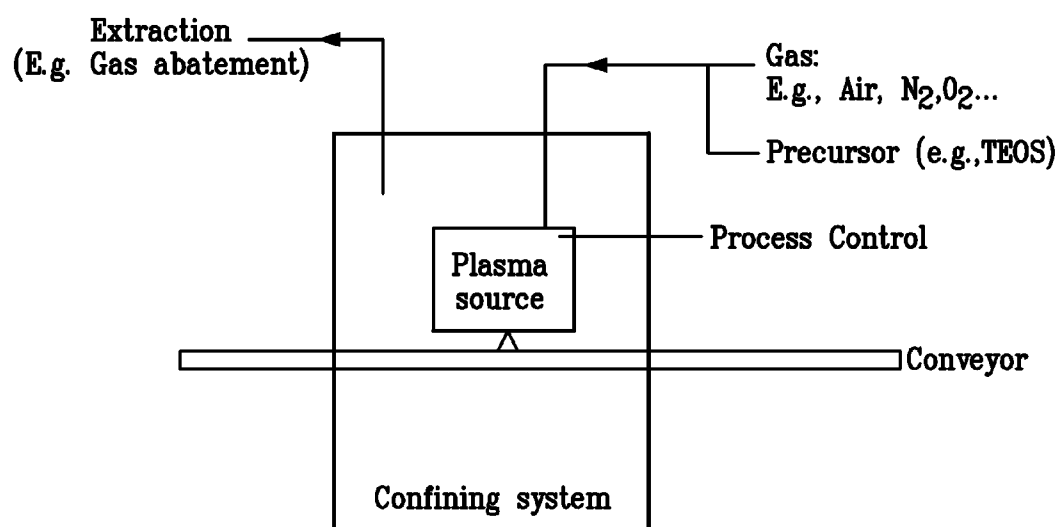 Extraction
(E.g. Gas abatement)
Gas:
E.g., Air, N2,O2...
Precursor (e.g.,TEOS)
Process Control
Plasma
source
Conveyor
Confining system